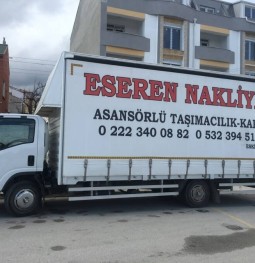 ESEREN NAKLİY
ASANSÖRLÜ TAŞIMACILIK-KA
0 222 340 08 82 0 532 394 51